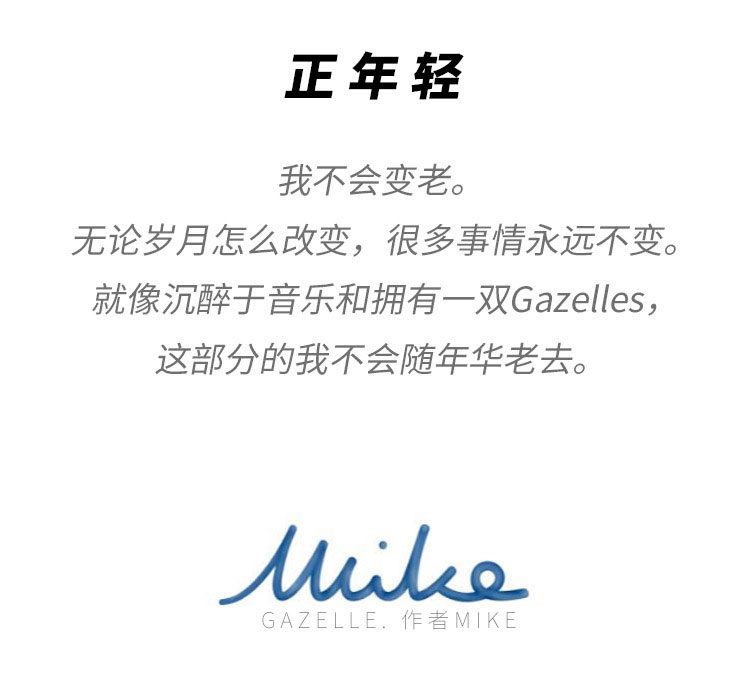 正年轻
我不会变老。
无论岁月怎么改变，很多事情永远不变。
就像沉醉于音乐和拥有一双Gazelles，
这部分的我不会随年华老去。
Mike
GAZELLE. 作者MIKE